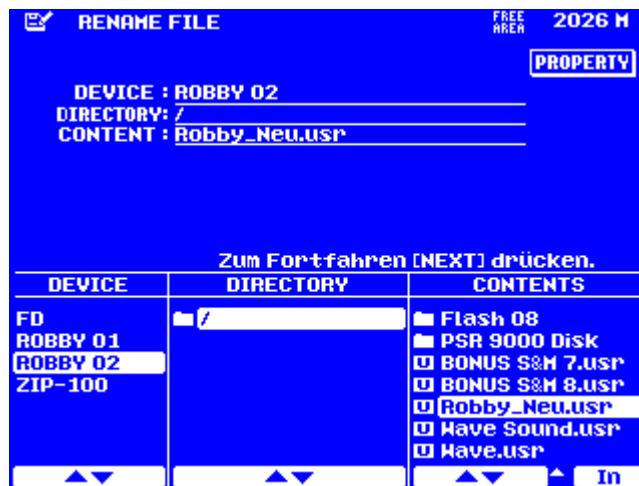 RENAME FILE
FREE AREA 2026 M
PROPERTY
DEVICE : ROBBY 02
DIRECTORY: /
CONTENT : Robby_Neu.usr
Zum Fortfahren [NEXT] drücken.
DEVICE DIRECTORY CONTENTS
FD / Flash 08
ROBBY 01 PSR 9000 Disk
ROBBY 02 U BONUS S&M 7.usr
ZIP-100 U BONUS S&M 8.usr
U Robby_Neu.usr
U Wave Sound.usr
U Wave.usr
In